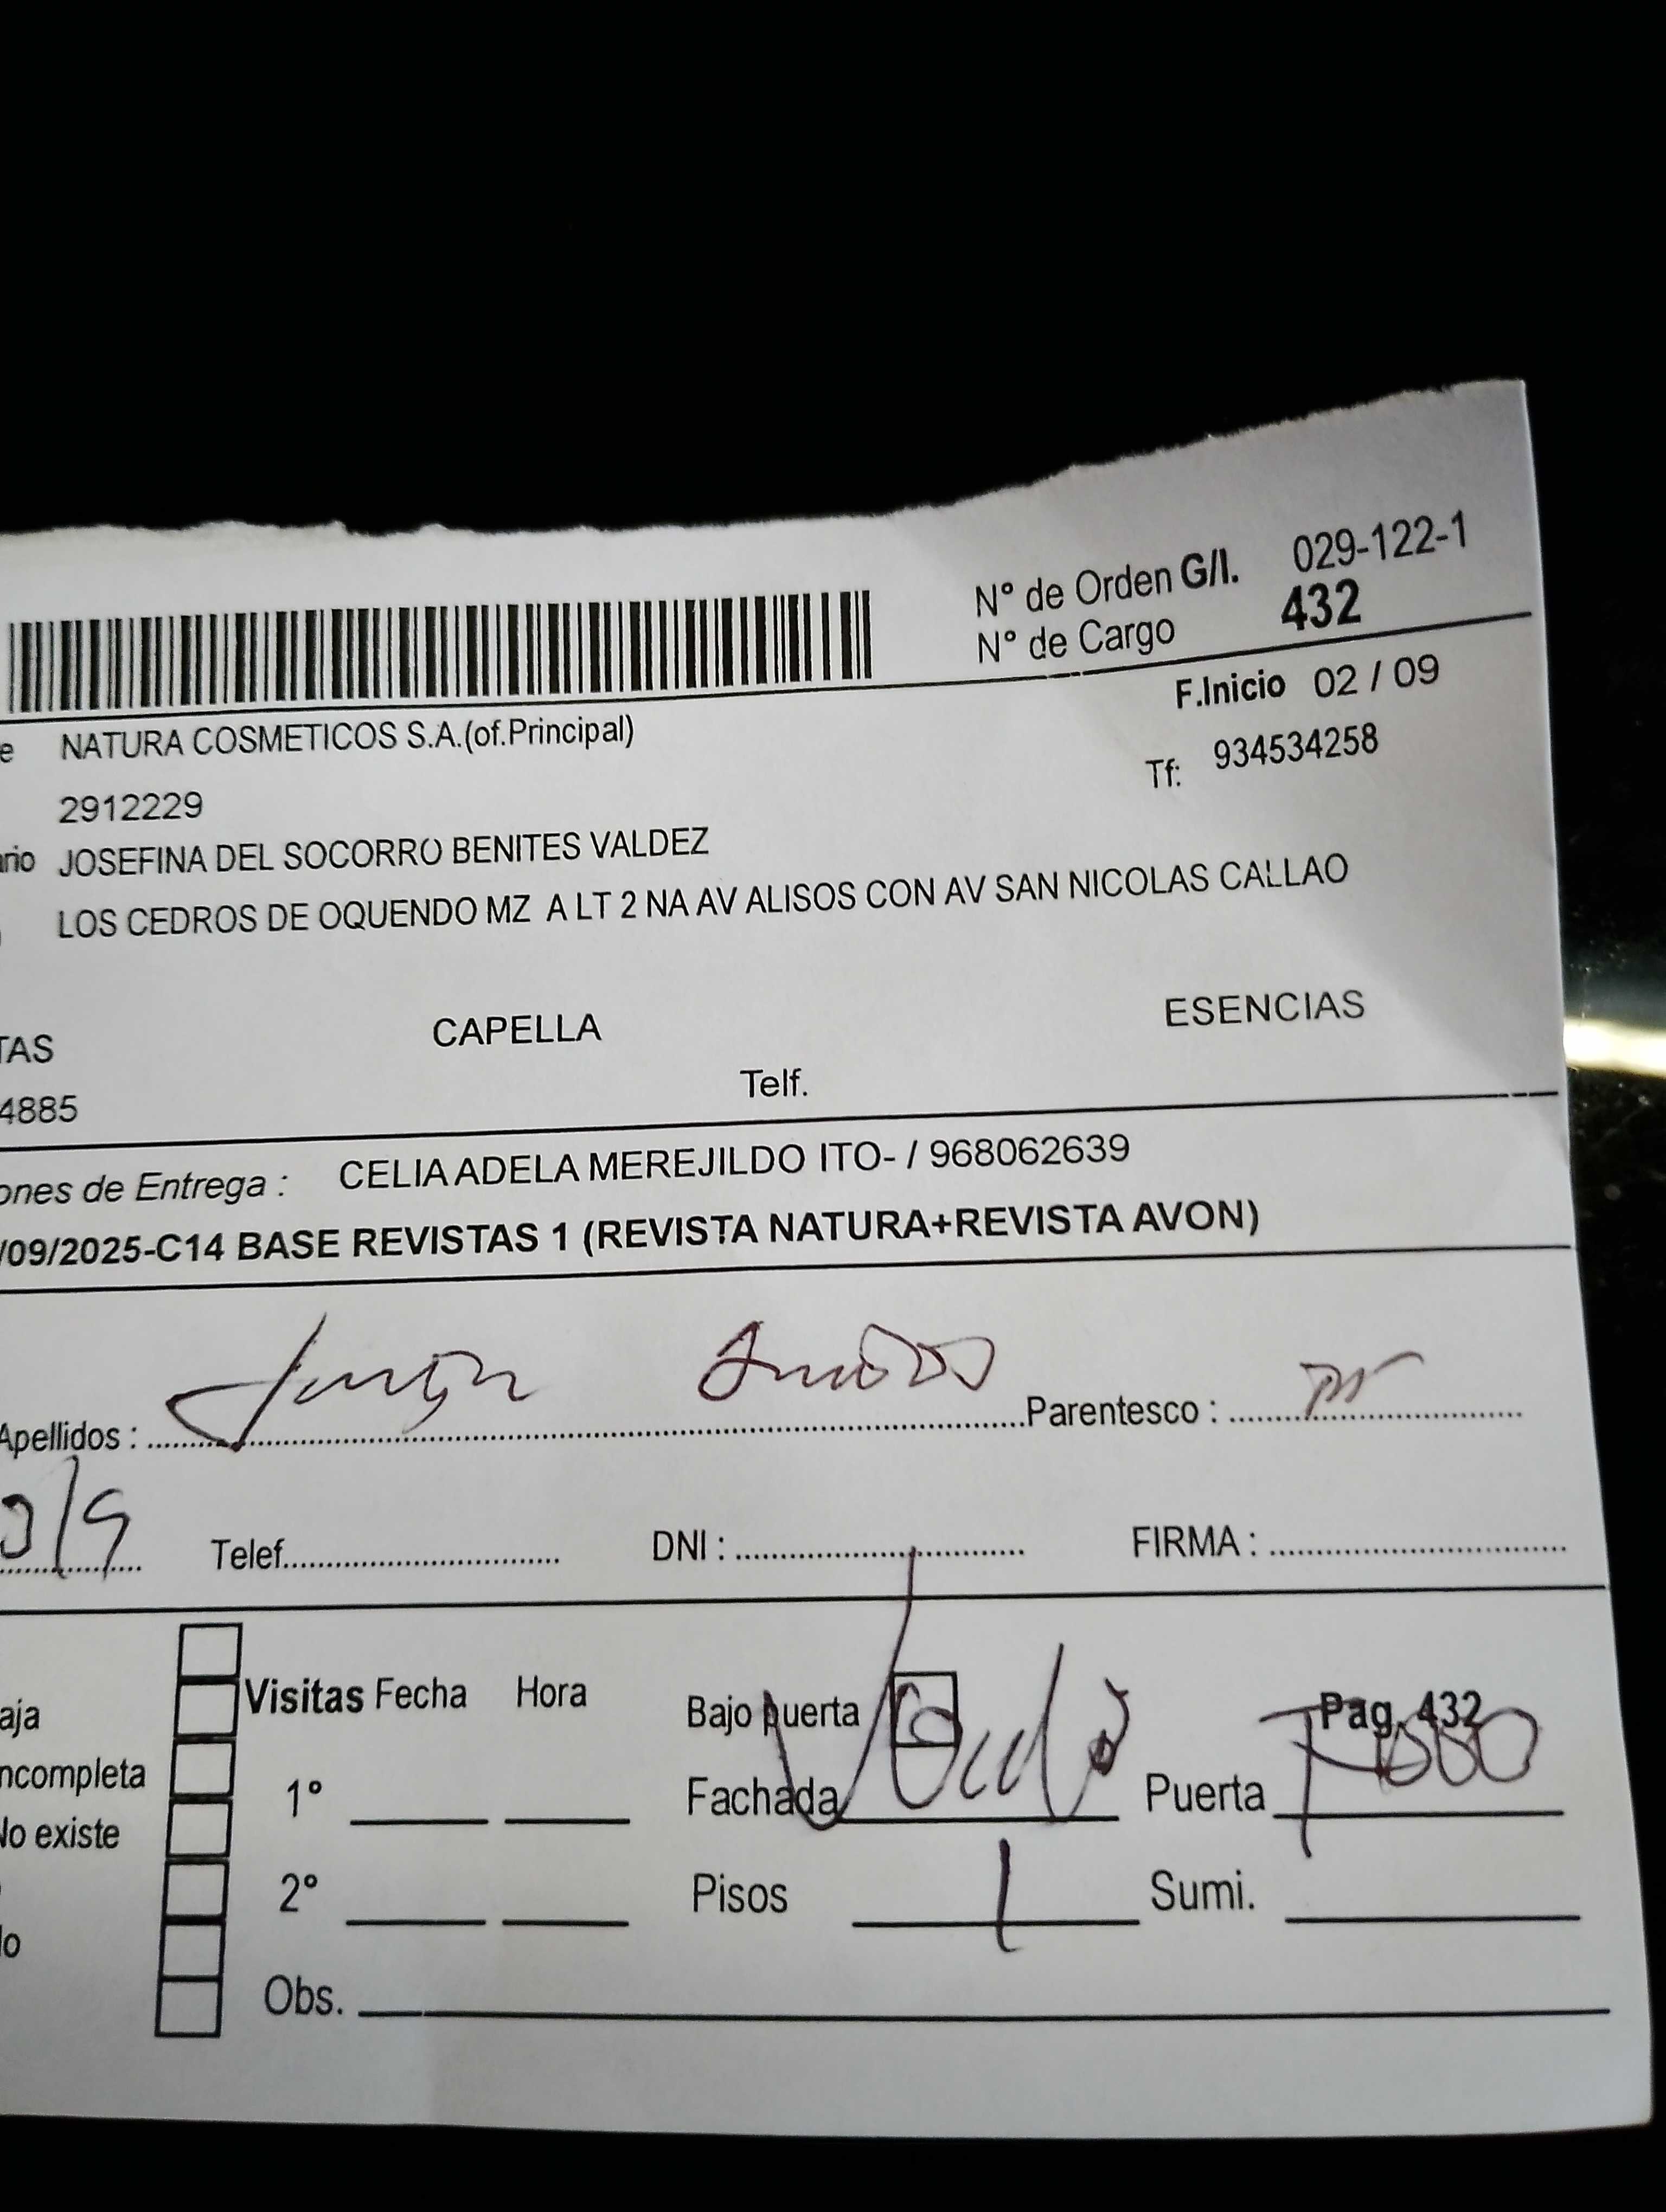 N° de Orden G/I. 029-122-1
N° de Cargo 432
F.Inicio 02 / 09
e NATURA COSMETICOS S.A.(of.Principal)
Tf: 934534258
2912229
ario JOSEFINA DEL SOCORRO BENITES VALDEZ
LOS CEDROS DE OQUENDO MZ A LT 2 NA AV ALISOS CON AV SAN NICOLAS CALLAO
TAS CAPELLA ESENCIAS
4885 Telf.
ones de Entrega : CELIA ADELA MEREJILDO ITO- / 968062639
/09/2025-C14 BASE REVISTAS 1 (REVISTA NATURA+REVISTA AVON)
Apellidos : Parentesco :
/9 Telef. DNI : FIRMA :
Visitas Fecha Hora Bajo puerta Pag. 432
aja
ncompleta 1° Fachada Puerta
No existe
2° Pisos 1 Sumi.
lo
Obs.